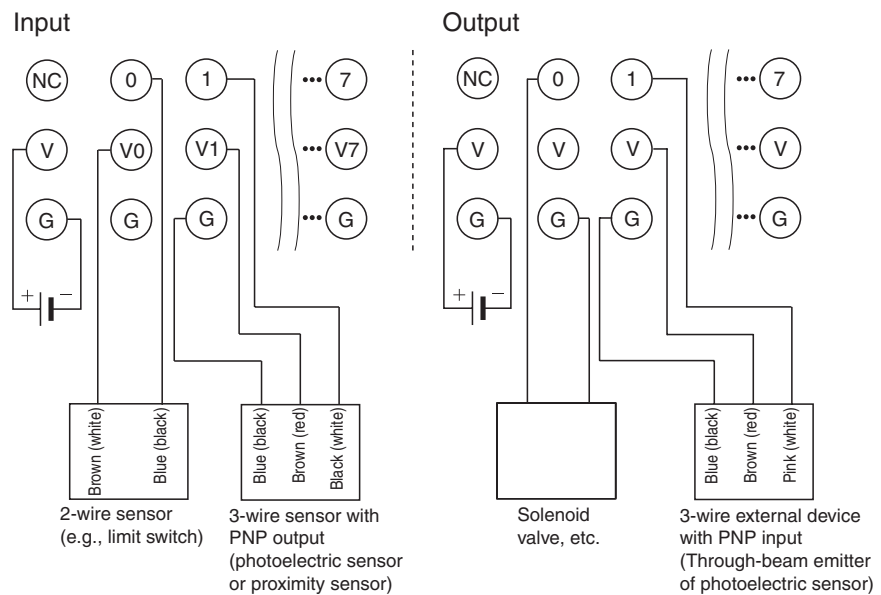 Input
Output
NC 0 1 ••• 7
NC 0 1 ••• 7
V V0 V1 ••• V7
V V V ••• V
G G G ••• G
G G G ••• G
+ −
+ −
Brown (white)
Blue (black)
Blue (black)
Brown (red)
Black (white)
Blue (black)
Brown (red)
Pink (white)
2-wire sensor
(e.g., limit switch)
3-wire sensor with
PNP output
(photoelectric sensor
or proximity sensor)
Solenoid
valve, etc.
3-wire external device
with PNP input
(Through-beam emitter
of photoelectric sensor)